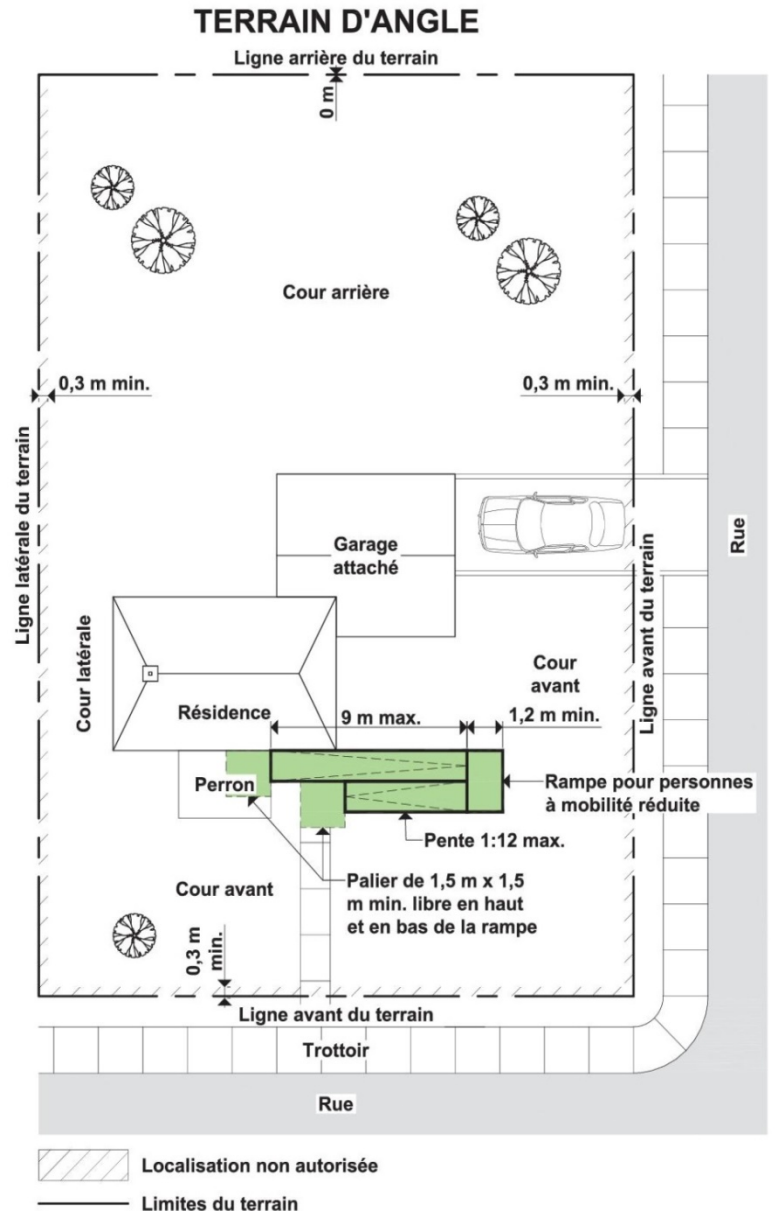 TERRAIN D'ANGLE
Ligne arrière du terrain
0 m
Cour arrière
0,3 m min.
0,3 m min.
Ligne latérale du terrain
Garage
attaché
Rue
Ligne avant du terrain
Cour latérale
Cour
avant
Résidence
9 m max.
1,2 m min.
Perron
Rampe pour personnes
à mobilité réduite
Pente 1:12 max.
Cour avant
Palier de 1,5 m x 1,5
m min. libre en haut
et en bas de la rampe
0,3 m
min.
Ligne avant du terrain
Trottoir
Rue
Localisation non autorisée
Limites du terrain